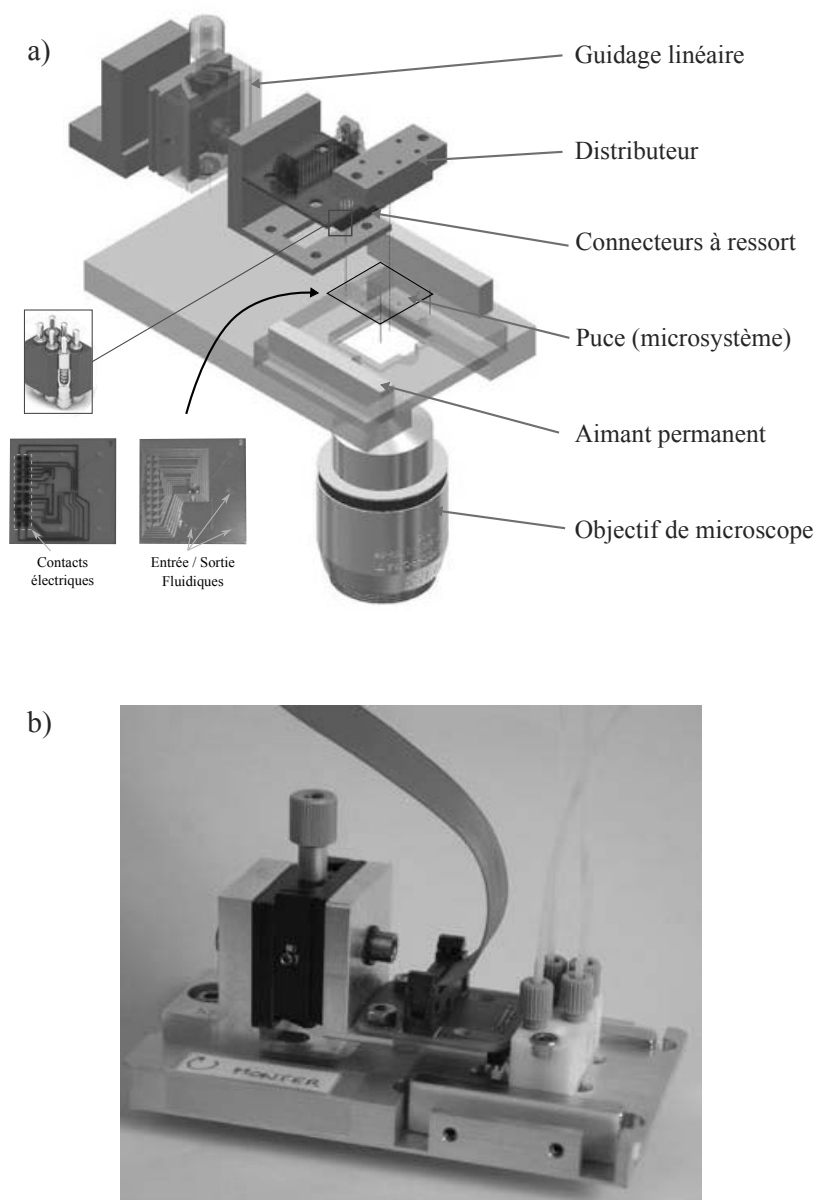 a)
Guidage linéaire
Distributeur
Connecteurs à ressort
Puce (microsystème)
Aimant permanent
Objectif de microscope
Contacts
électriques
Entrée / Sortie
Fluidiques
b)
MONTER